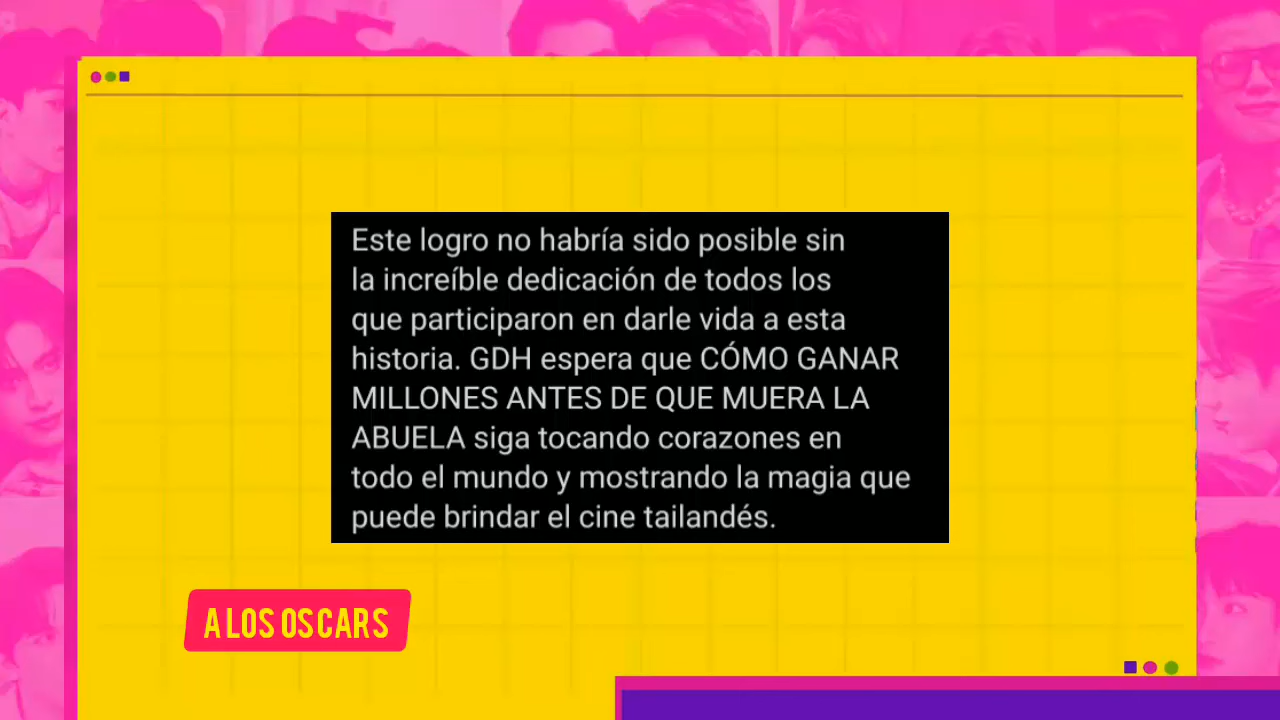 Este logro no habría sido posible sin
la increíble dedicación de todos los
que participaron en darle vida a esta
historia. GDH espera que CÓMO GANAR
MILLONES ANTES DE QUE MUERA LA
ABUELA siga tocando corazones en
todo el mundo y mostrando la magia que
puede brindar el cine tailandés.
A LOS OSCARS